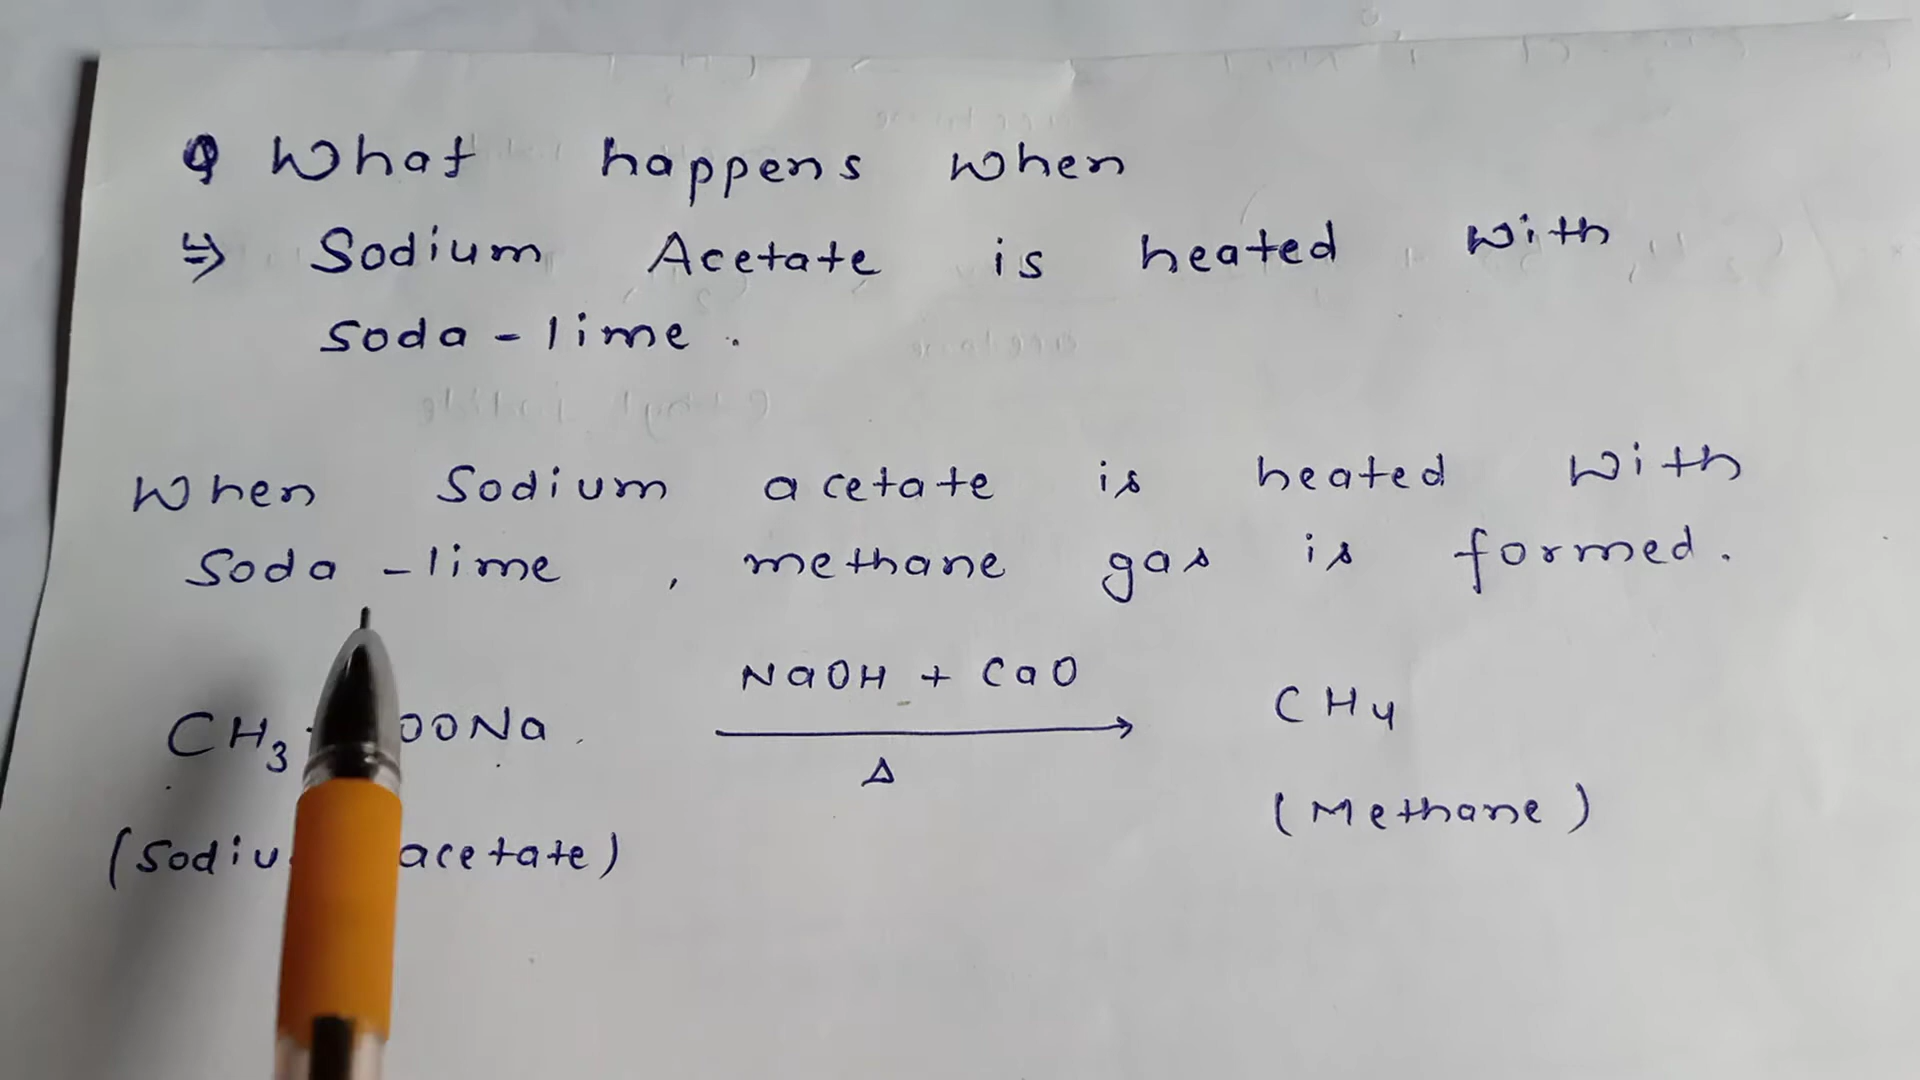 Q What happens when
⇒ Sodium Acetate is heated with
soda-lime.
When sodium acetate is heated with
soda-lime, methane gas is formed.
NaOH + CaO
CH3 OONa → CH4
Δ
(Methane)
(Sodiu acetate)